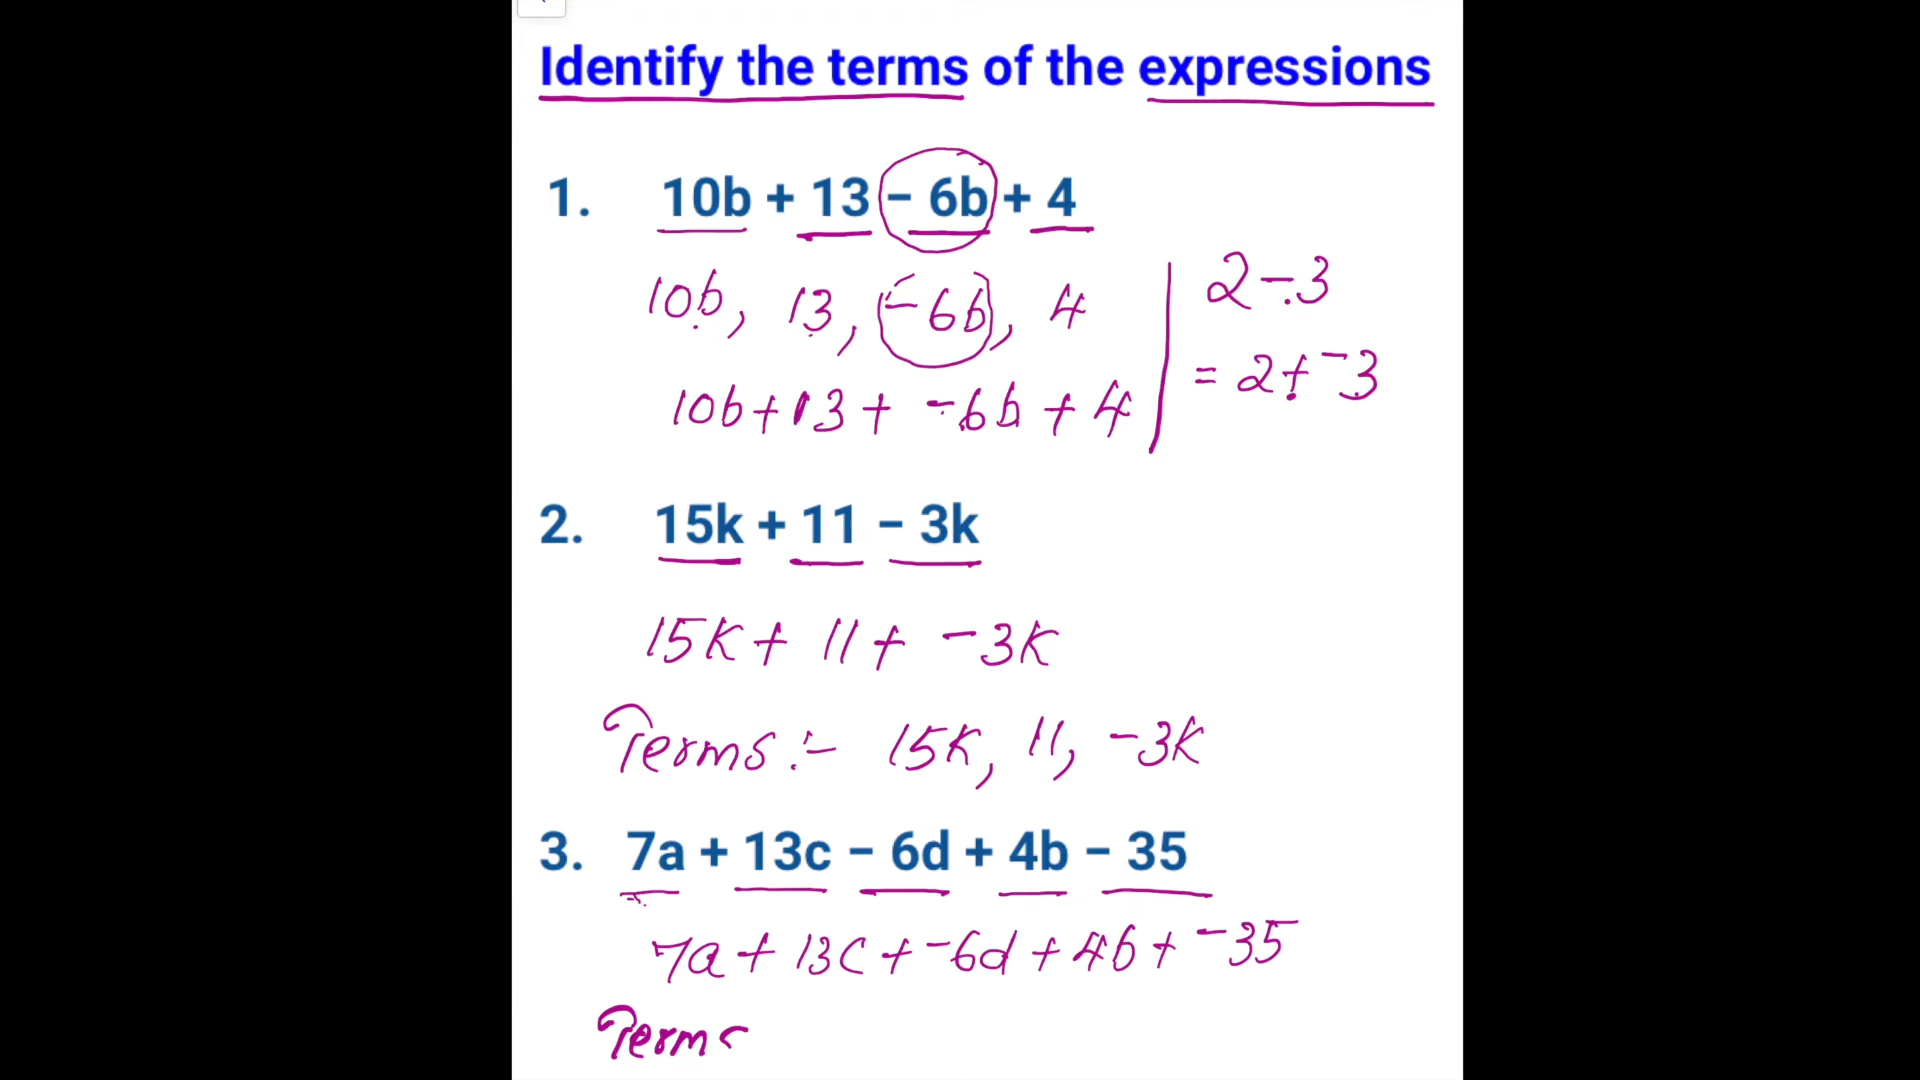 Identify the terms of the expressions
1. 10b + 13 − 6b + 4
10b, 13, −6b, 4
2 − 3
= 2 + −3
10b + 13 + −6b + 4
2. 15k + 11 − 3k
15k + 11 + −3k
Terms :- 15k, 11, −3k
3. 7a + 13c − 6d + 4b − 35
7a + 13c + −6d + 4b + −35
Terms